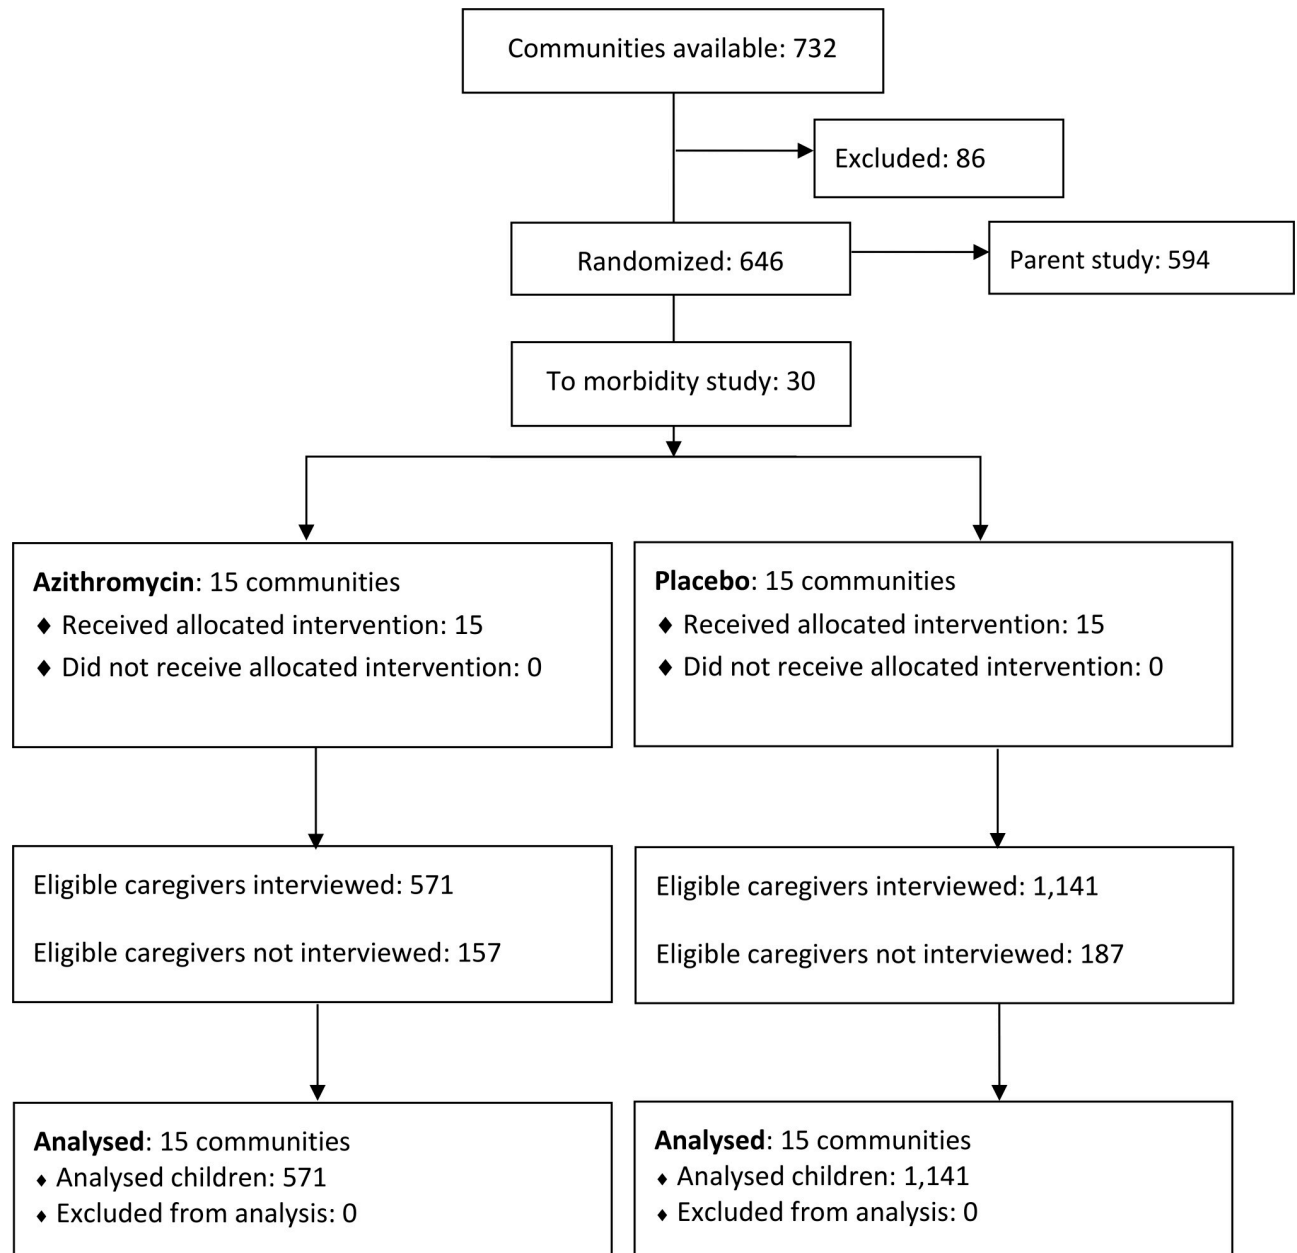 Communities available: 732
Excluded: 86
Randomized: 646
Parent study: 594
To morbidity study: 30
Azithromycin: 15 communities
♦ Received allocated intervention: 15
♦ Did not receive allocated intervention: 0
Placebo: 15 communities
♦ Received allocated intervention: 15
♦ Did not receive allocated intervention: 0
Eligible caregivers interviewed: 571
Eligible caregivers not interviewed: 157
Eligible caregivers interviewed: 1,141
Eligible caregivers not interviewed: 187
Analysed: 15 communities
♦ Analysed children: 571
♦ Excluded from analysis: 0
Analysed: 15 communities
♦ Analysed children: 1,141
♦ Excluded from analysis: 0